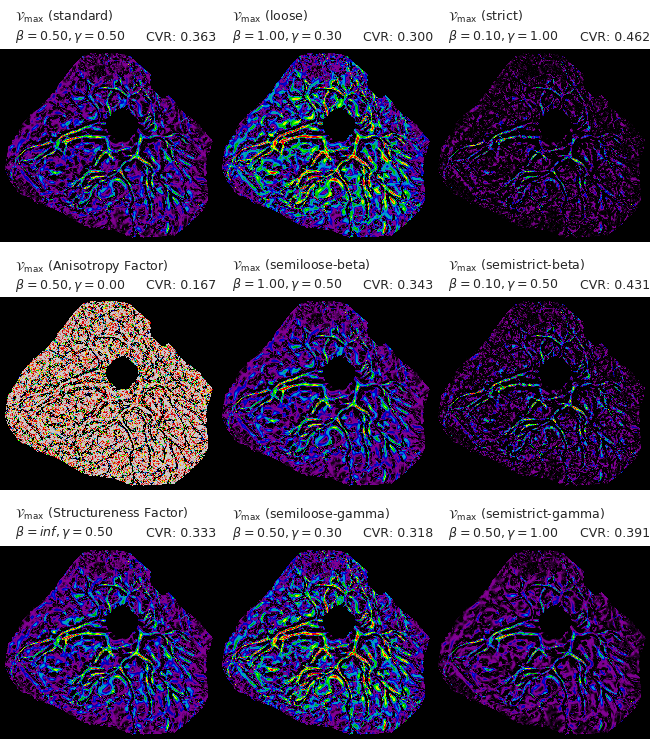 𝒱max (standard)
β = 0.50, γ = 0.50 CVR: 0.363
𝒱max (loose)
β = 1.00, γ = 0.30 CVR: 0.300
𝒱max (strict)
β = 0.10, γ = 1.00 CVR: 0.462
𝒱max (Anisotropy Factor)
β = 0.50, γ = 0.00 CVR: 0.167
𝒱max (semiloose-beta)
β = 1.00, γ = 0.50 CVR: 0.343
𝒱max (semistrict-beta)
β = 0.10, γ = 0.50 CVR: 0.431
𝒱max (Structureness Factor)
β = inf, γ = 0.50 CVR: 0.333
𝒱max (semiloose-gamma)
β = 0.50, γ = 0.30 CVR: 0.318
𝒱max (semistrict-gamma)
β = 0.50, γ = 1.00 CVR: 0.391